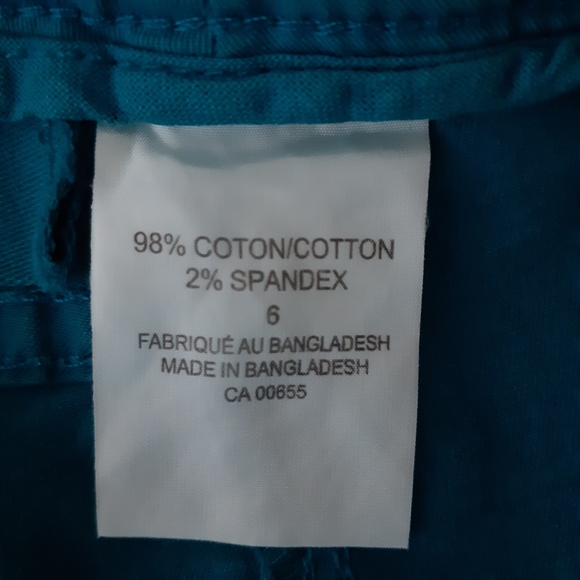 98% COTON/COTTON
2% SPANDEX
6
FABRIQUÉ AU BANGLADESH
MADE IN BANGLADESH
CA 00655